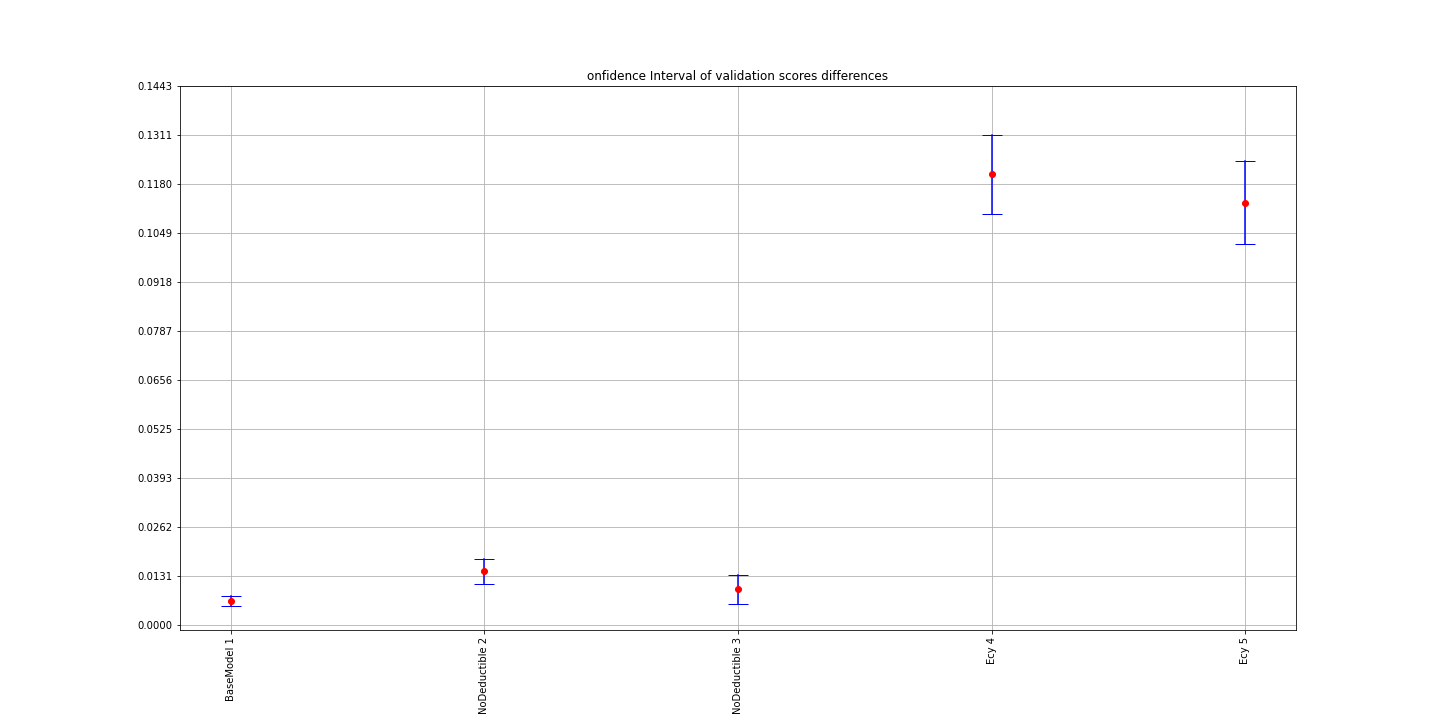 onfidence Interval of validation scores differences
0.1443
0.1311
0.1180
0.1049
0.0918
0.0787
0.0656
0.0525
0.0393
0.0262
0.0131
0.0000
BaseModel 1
NoDeductible 2
NoDeductible 3
Ecy 4
Ecy 5